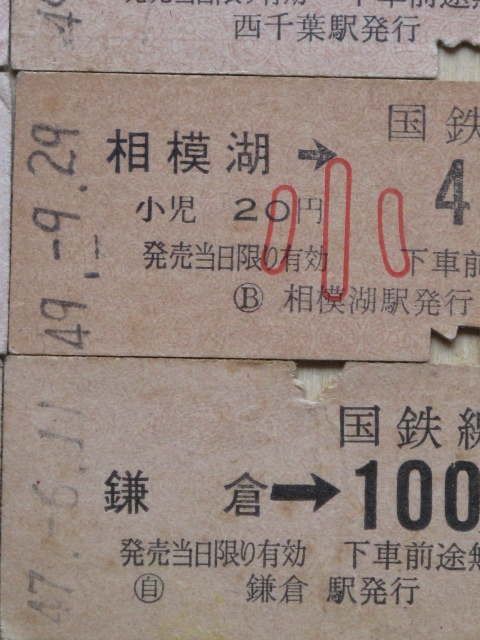 西千葉駅発行
49.-9.29
国鉄
相模湖→
4
小児 20円
小
発売当日限り有効 下車前
Ⓑ 相模湖駅発行
47.-6.11
国鉄線
鎌倉→100
発売当日限り有効 下車前途無
自 鎌倉駅発行